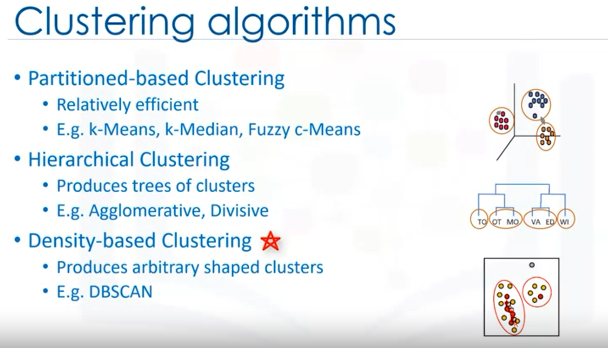 Clustering algorithms
• Partitioned-based Clustering
• Relatively efficient
• E.g. k-Means, k-Median, Fuzzy c-Means
• Hierarchical Clustering
• Produces trees of clusters
• E.g. Agglomerative, Divisive
TO OT MO VA ED WI
• Density-based Clustering
• Produces arbitrary shaped clusters
• E.g. DBSCAN